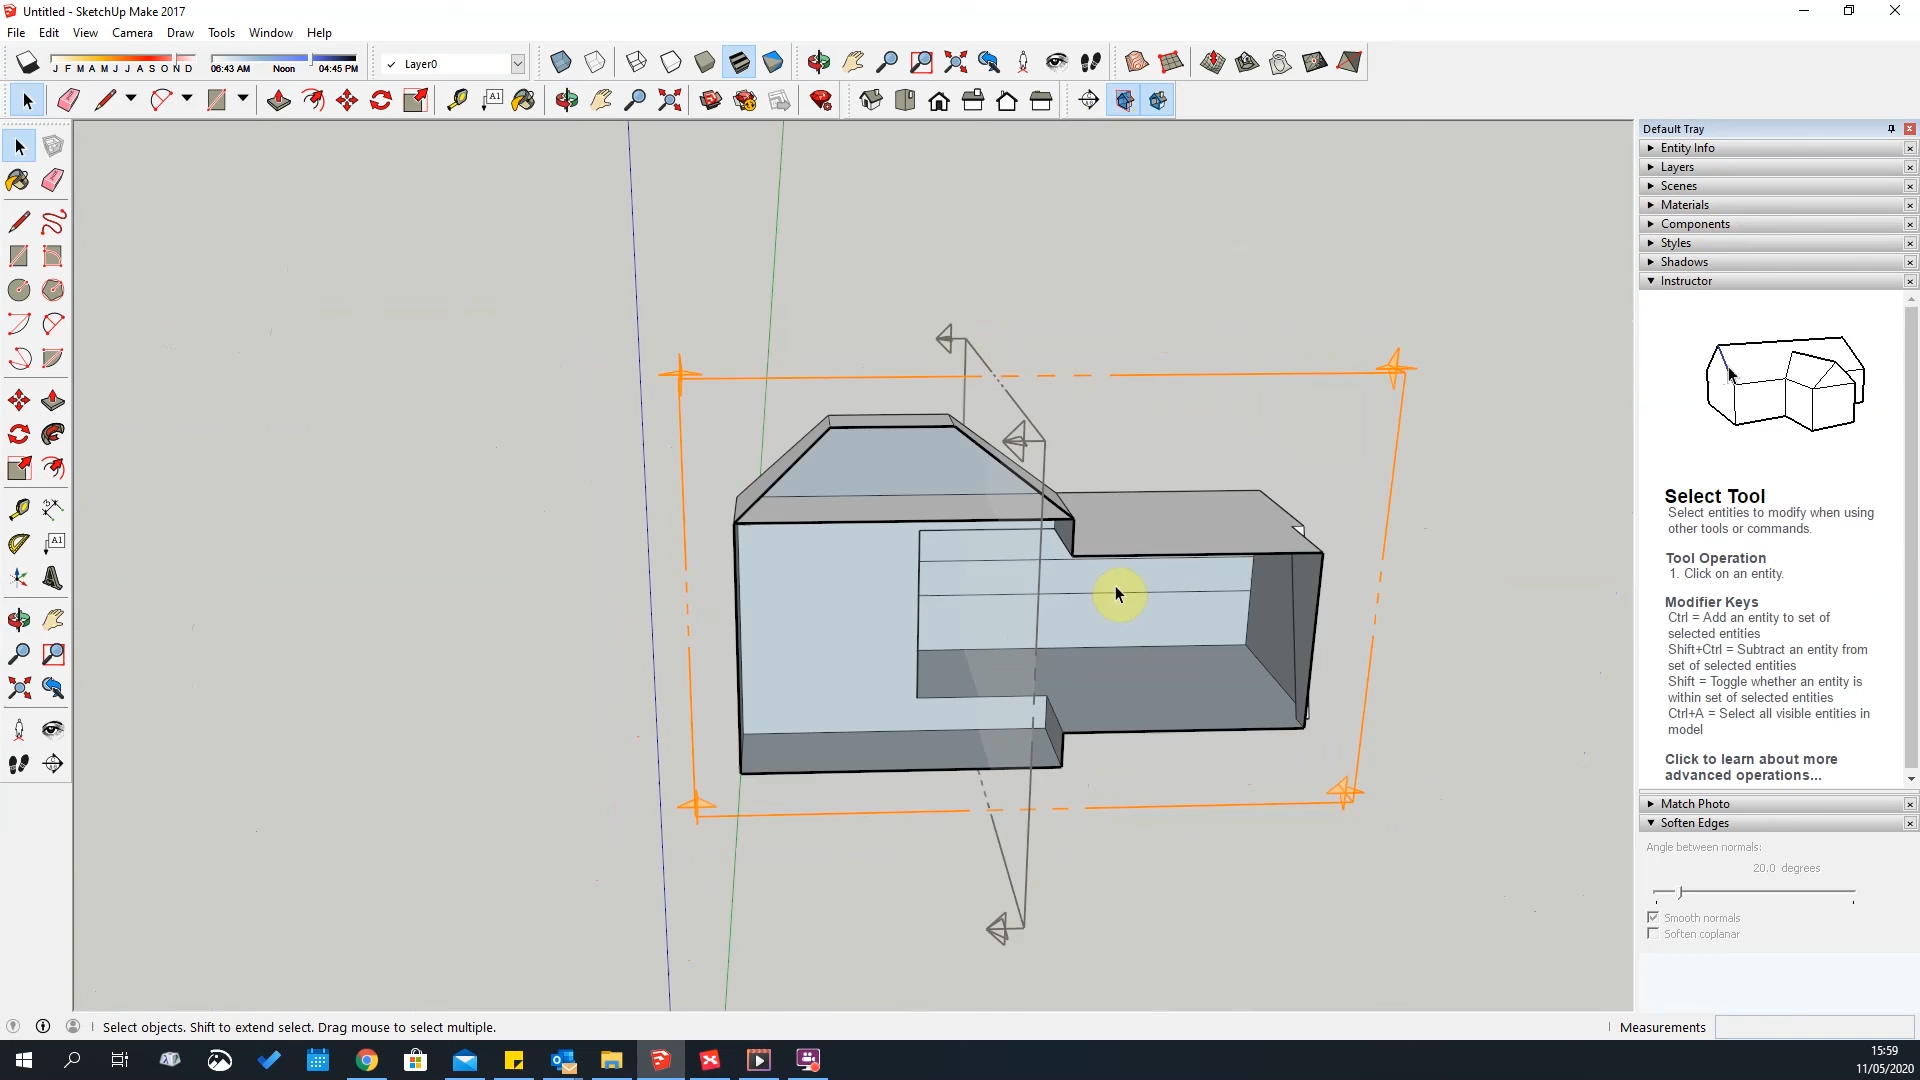 Untitled - SketchUp Make 2017
File Edit View Camera Draw Tools Window Help
J F M A M J J A S O N D
06:43 AM Noon 04:45 PM
✓ Layer0
A1
Default Tray
Entity Info
Layers
Scenes
Materials
Components
Styles
Shadows
Instructor
Select Tool
Select entities to modify when using
other tools or commands.
Tool Operation
1. Click on an entity.
Modifier Keys
Ctrl = Add an entity to set of
selected entities
Shift+Ctrl = Subtract an entity from
set of selected entities
Shift = Toggle whether an entity is
within set of selected entities
Ctrl+A = Select all visible entities in
model
Click to learn about more
advanced operations...
Match Photo
Soften Edges
Angle between normals:
20.0 degrees
Smooth normals
Soften coplanar
A1
Select objects. Shift to extend select. Drag mouse to select multiple.
Measurements
15:59
11/05/2020